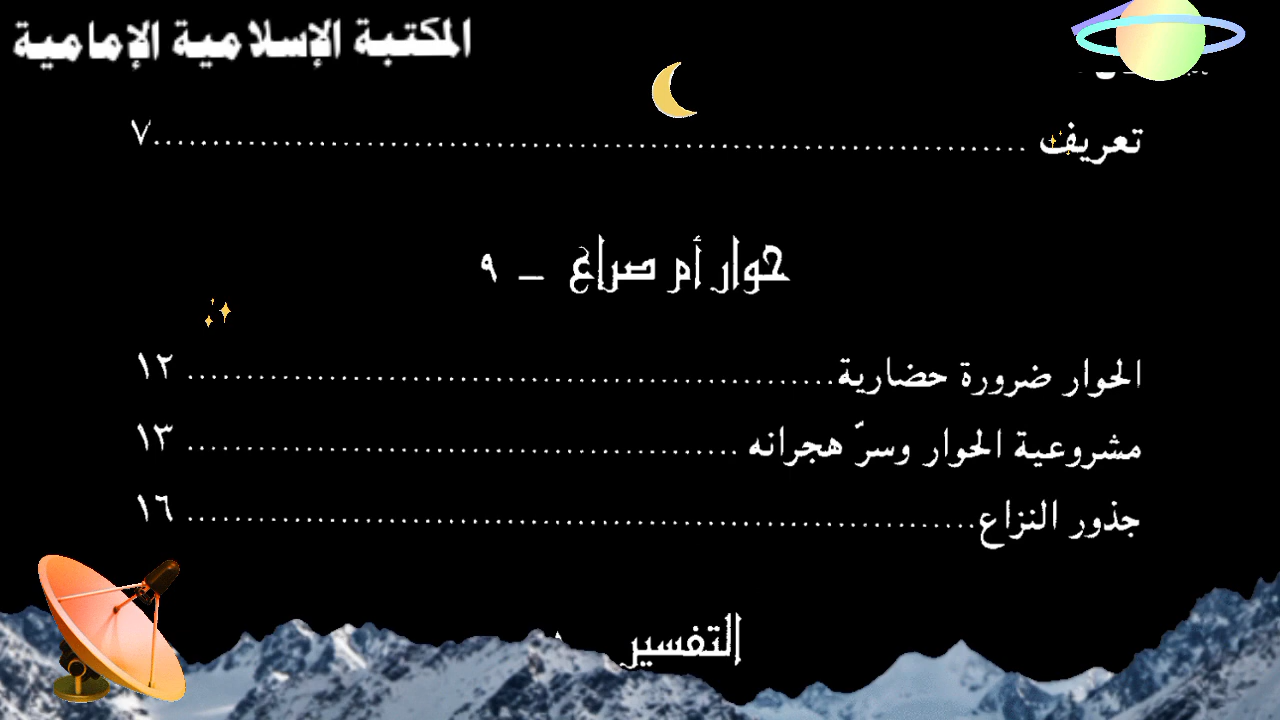 المكتبة الإسلامية الإمامية
تعريف ........ ٧
حوار أم صراع - ٩
الحوار ضرورة حضارية ........ ١٢
مشروعية الحوار وسرّ هجرانه ........ ١٣
جذور النزاع ........ ١٦
التفسير